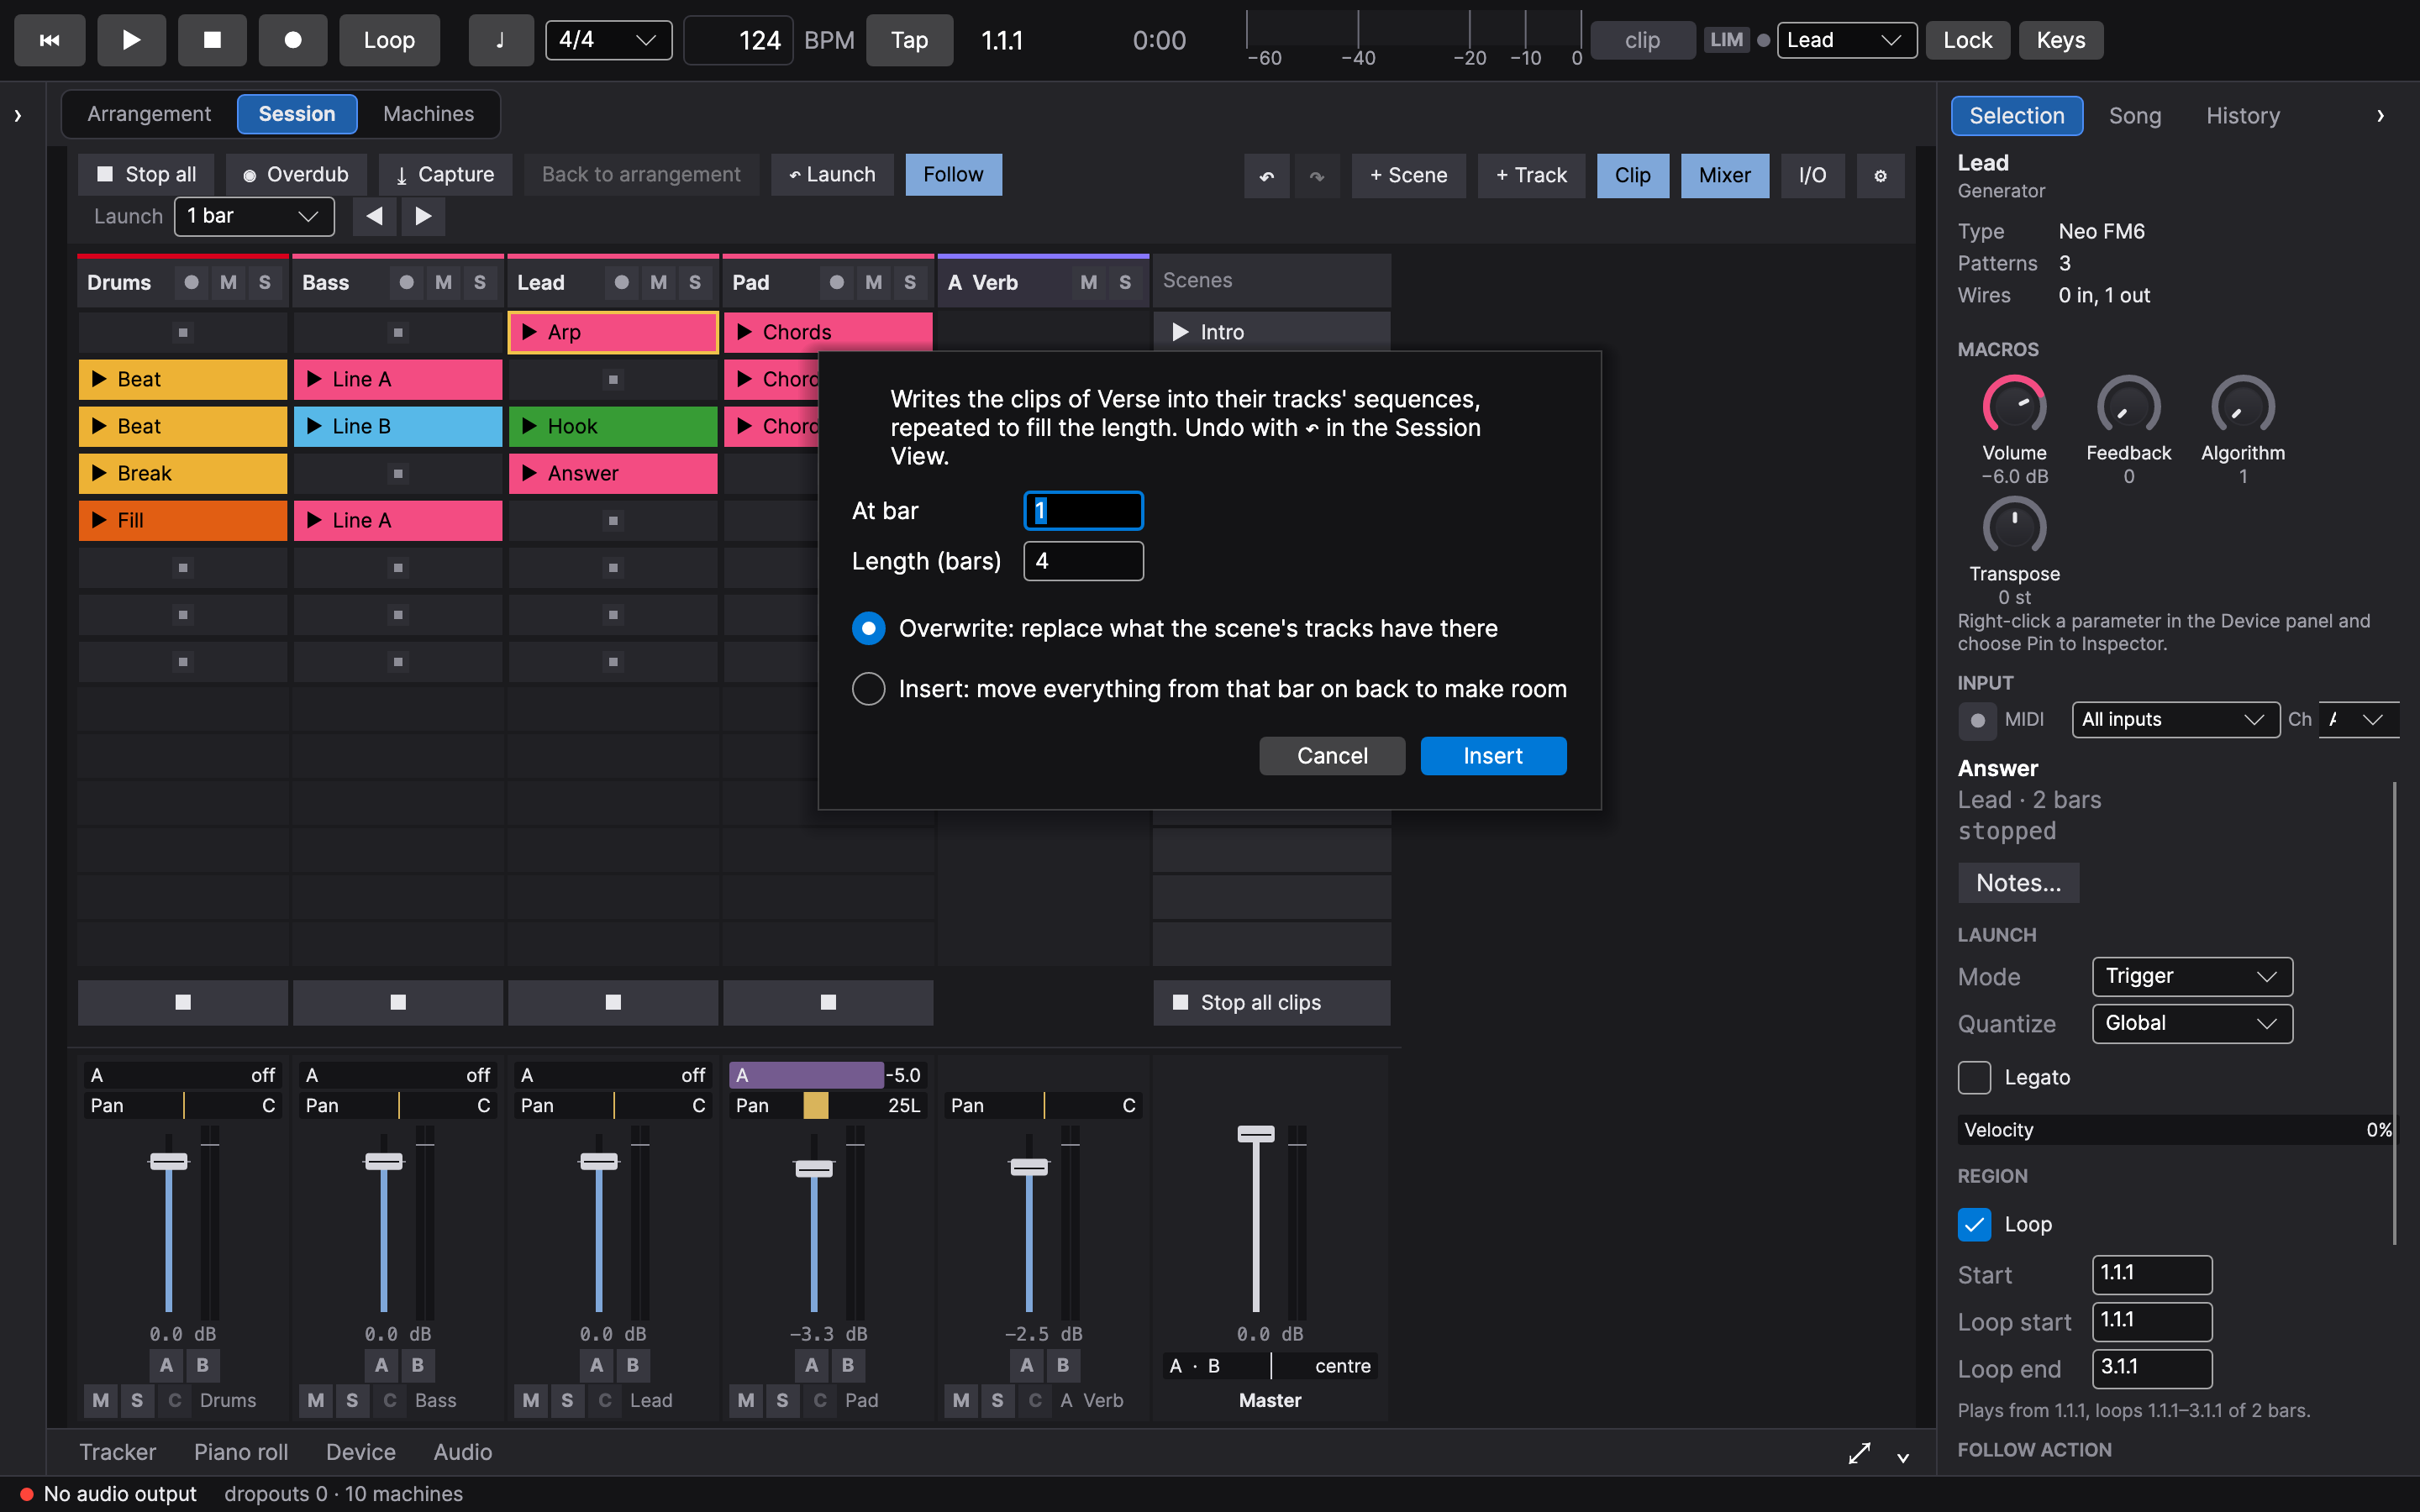 Loop
4/4
124 BPM
Tap
1.1.1
0:00
−60 −40 −20 −10 0
clip
LIM
Lead
Lock
Keys
Arrangement Session Machines
Stop all
Overdub
Capture
Back to arrangement
Launch
Follow
+ Scene
+ Track
Clip
Mixer
I/O
Launch 1 bar
Drums M S
Bass M S
Lead M S
Pad M S
A Verb M S
Scenes
Arp
Chords
Intro
Beat
Line A
Chord
Beat
Line B
Hook
Chord
Break
Answer
Fill
Line A
Writes the clips of Verse into their tracks' sequences,
repeated to fill the length. Undo with ↶ in the Session
View.
At bar 1
Length (bars) 4
Overwrite: replace what the scene's tracks have there
Insert: move everything from that bar on back to make room
Cancel
Insert
Stop all clips
A off
Pan C
0.0 dB
A B
M S C Drums
A off
Pan C
0.0 dB
A B
M S C Bass
A off
Pan C
0.0 dB
A B
M S C Lead
A -5.0
Pan 25L
−3.3 dB
A B
M S C Pad
Pan C
−2.5 dB
A B
M S C A Verb
0.0 dB
A · B centre
Master
Tracker Piano roll Device Audio
No audio output dropouts 0 · 10 machines
Selection Song History
Lead
Generator
Type Neo FM6
Patterns 3
Wires 0 in, 1 out
MACROS
Volume Feedback Algorithm
−6.0 dB 0 1
Transpose
0 st
Right-click a parameter in the Device panel and
choose Pin to Inspector.
INPUT
MIDI All inputs Ch
Answer
Lead · 2 bars
stopped
Notes...
LAUNCH
Mode Trigger
Quantize Global
Legato
Velocity 0%
REGION
Loop
Start 1.1.1
Loop start 1.1.1
Loop end 3.1.1
Plays from 1.1.1, loops 1.1.1–3.1.1 of 2 bars.
FOLLOW ACTION